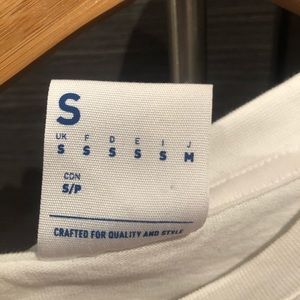 S
UK F D E I J
S S S S S M
CDN
S/P
CRAFTED FOR QUALITY AND STYLE